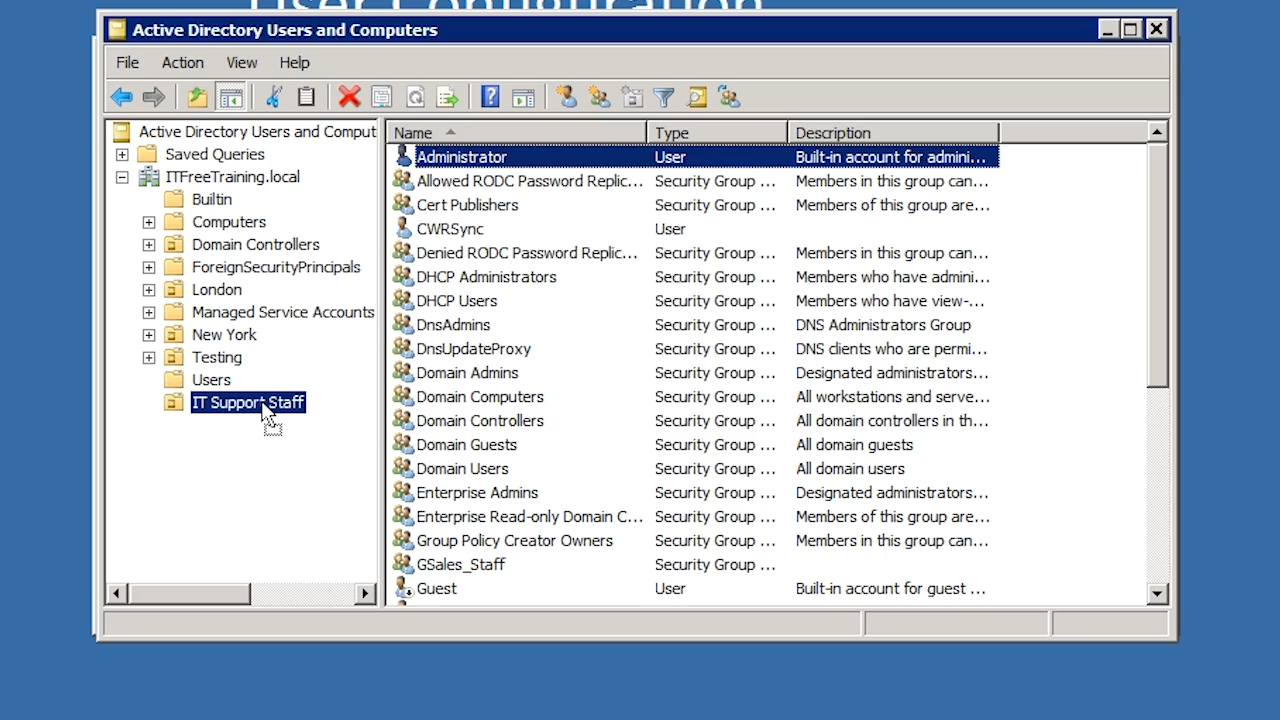 User Configuration
Active Directory Users and Computers
File Action View Help
Active Directory Users and Comput
Saved Queries
ITFreeTraining.local
Builtin
Computers
Domain Controllers
ForeignSecurityPrincipals
London
Managed Service Accounts
New York
Testing
Users
IT Support Staff
Name Type Description
Administrator User Built-in account for admini...
Allowed RODC Password Replic... Security Group ... Members in this group can...
Cert Publishers Security Group ... Members of this group are...
CWRSync User
Denied RODC Password Replic... Security Group ... Members in this group can...
DHCP Administrators Security Group ... Members who have admini...
DHCP Users Security Group ... Members who have view-...
DnsAdmins Security Group ... DNS Administrators Group
DnsUpdateProxy Security Group ... DNS clients who are permi...
Domain Admins Security Group ... Designated administrators...
Domain Computers Security Group ... All workstations and serve...
Domain Controllers Security Group ... All domain controllers in th...
Domain Guests Security Group ... All domain guests
Domain Users Security Group ... All domain users
Enterprise Admins Security Group ... Designated administrators...
Enterprise Read-only Domain C... Security Group ... Members of this group are...
Group Policy Creator Owners Security Group ... Members in this group can...
GSales_Staff Security Group ...
Guest User Built-in account for guest ...